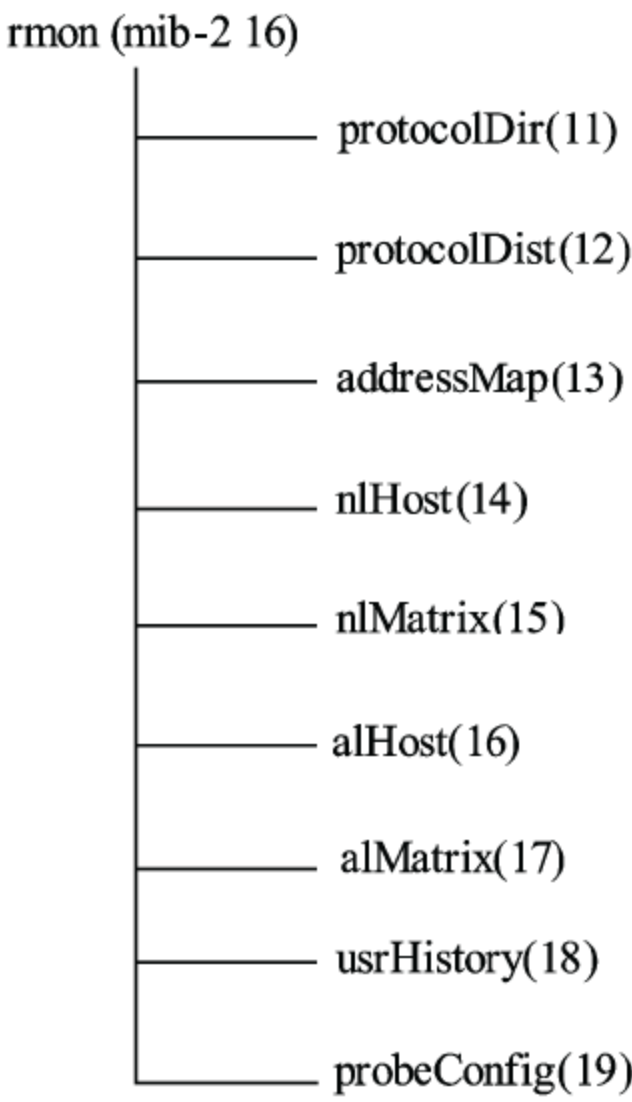 rmon (mib-2 16)
protocolDir(11)
protocolDist(12)
addressMap(13)
nlHost(14)
nlMatrix(15)
alHost(16)
alMatrix(17)
usrHistory(18)
probeConfig(19)